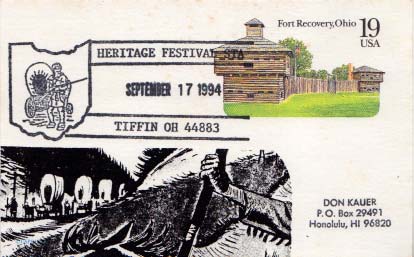 Fort Recovery, Ohio 19
USA
HERITAGE FESTIVAL STA
SEPTEMBER 17 1994
TIFFIN OH 44883
DON KAUER
P.O. Box 29491
Honolulu, HI 96820